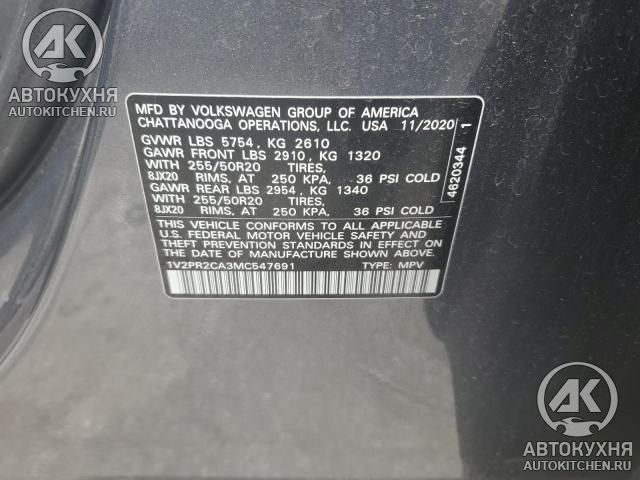 АК
АВТОКУХНЯ
AUTOKITCHEN.RU
MFD BY VOLKSWAGEN GROUP OF AMERICA
CHATTANOOGA OPERATIONS, LLC. USA 11/2020
GVWR LBS 5754, KG 2610
GAWR FRONT LBS 2910, KG 1320
WITH 255/50R20 TIRES,
8JX20 RIMS, AT 250 KPA, 36 PSI COLD
GAWR REAR LBS 2954, KG 1340
WITH 255/50R20 TIRES,
8JX20 RIMS, AT 250 KPA, 36 PSI COLD
THIS VEHICLE CONFORMS TO ALL APPLICABLE
U.S. FEDERAL MOTOR VEHICLE SAFETY AND
THEFT PREVENTION STANDARDS IN EFFECT ON
THE DATE OF MANUFACTURE SHOWN ABOVE.
1V2PR2CA3MC547691 TYPE: MPV
4620344 1
АК
АВТОКУХНЯ
AUTOKITCHEN.RU